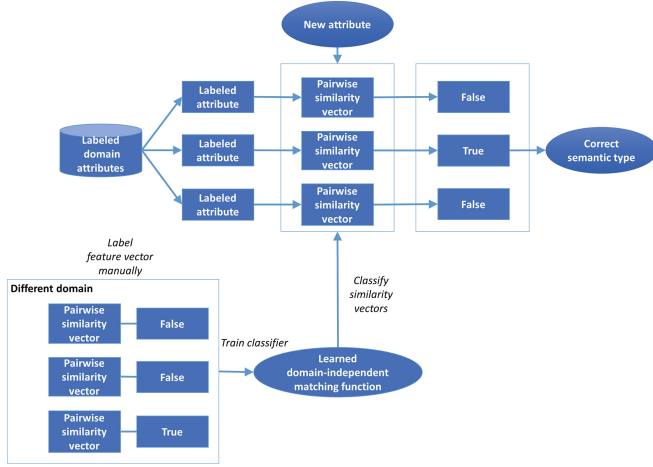 New attribute
Labeled
attribute
Pairwise
similarity
vector
False
Labeled
domain
attributes
Labeled
attribute
Pairwise
similarity
vector
True
Correct
semantic type
Labeled
attribute
Pairwise
similarity
vector
False
Label
feature vector
manually
Classify
similarity
vectors
Different domain
Pairwise
similarity
vector
False
Train classifier
Pairwise
similarity
vector
False
Learned
domain-independent
matching function
Pairwise
similarity
vector
True